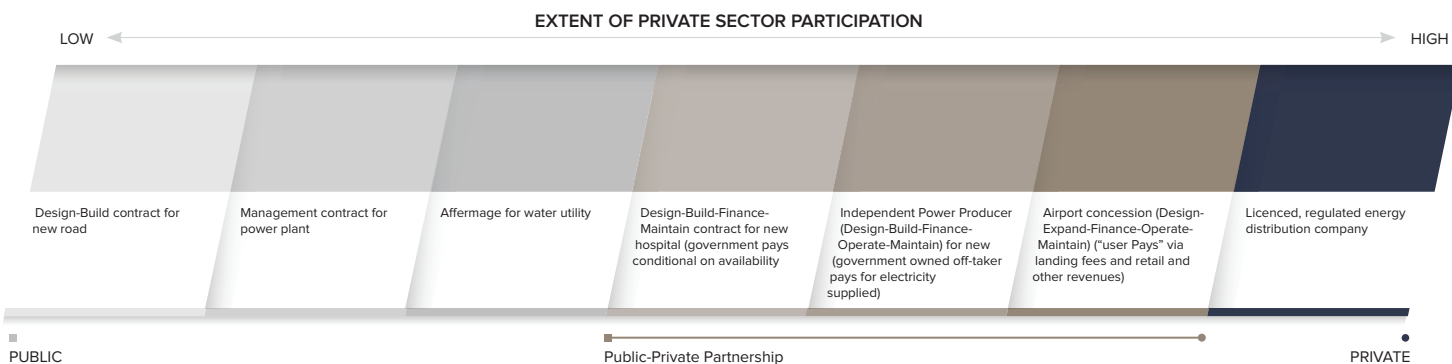 EXTENT OF PRIVATE SECTOR PARTICIPATION
LOW
HIGH
Design-Build contract for
new road
Management contract for
power plant
Affermage for water utility
Design-Build-Finance-
Maintain contract for new
hospital (government pays
conditional on availability
Independent Power Producer
(Design-Build-Finance-
Operate-Maintain) for new
(government owned off-taker
pays for electricity
supplied)
Airport concession (Design-
Expand-Finance-Operate-
Maintain) (“user Pays” via
landing fees and retail and
other revenues)
Licenced, regulated energy
distribution company
PUBLIC
Public-Private Partnership
PRIVATE